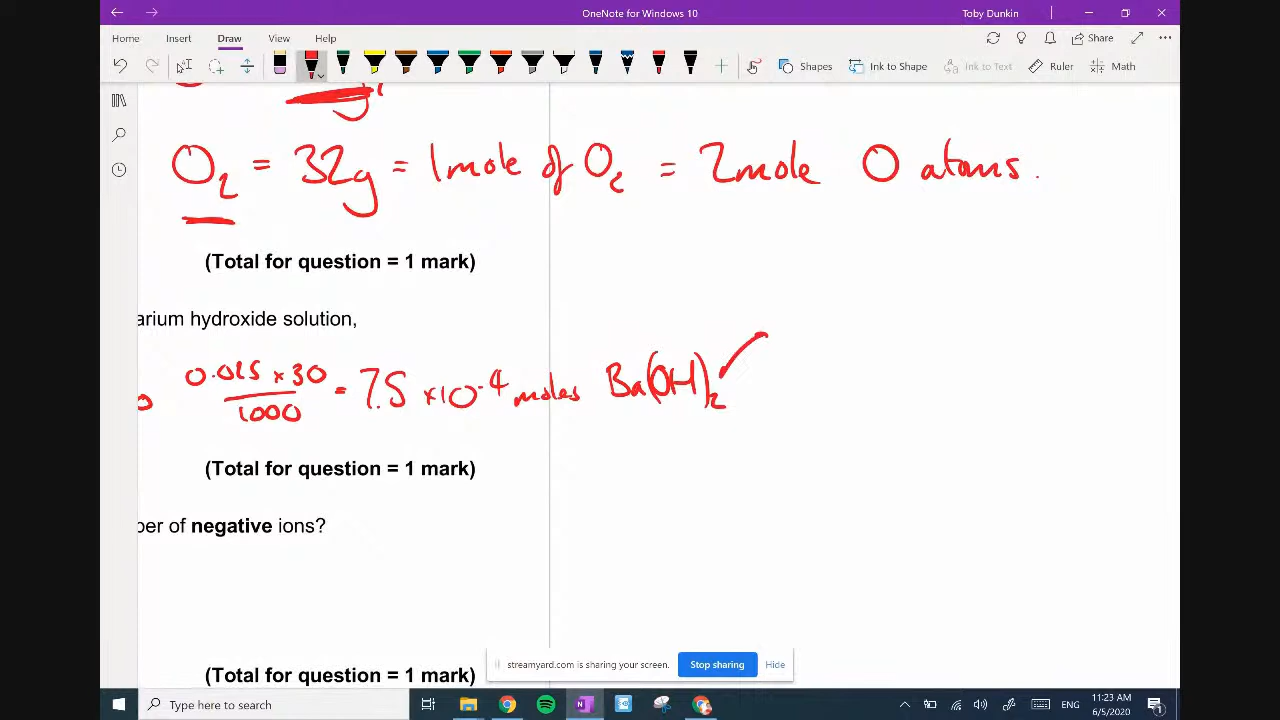 OneNote for Windows 10
Toby Dunkin
Home Insert Draw View Help
Share
Shapes Ink to Shape Ink to Text Ruler Math
O2 = 32g = 1mole of O2 = 2mole O atoms.
(Total for question = 1 mark)
arium hydroxide solution,
0.025 x 30
1000
= 7.5 x10-4 moles Ba(OH)2
(Total for question = 1 mark)
ber of negative ions?
streamyard.com is sharing your screen. Stop sharing Hide
(Total for question = 1 mark)
Type here to search
ENG
11:23 AM
6/5/2020
1